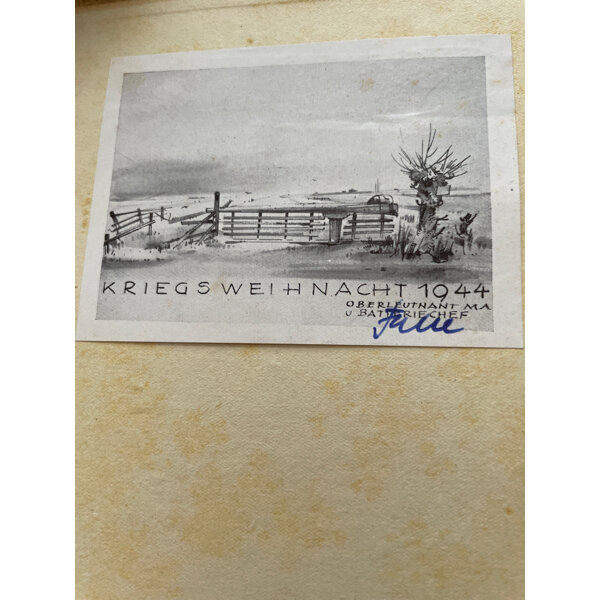 KRIEGSWEIHNACHT 1944
OBERLEUTNANT MA
U BATTERIECHEF